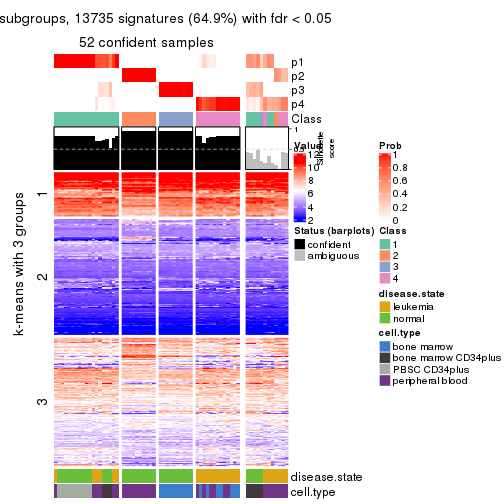 subgroups, 13735 signatures (64.9%) with fdr < 0.05
52 confident samples
p1
p2
p3
p4
Class
1
0.5
Silhouette
score
k-means with 3 groups
1
2
3
disease.state
cell.type
Value
12
10
8
6
4
2
Status (barplots)
confident
ambiguous
Prob
1
0.8
0.6
0.4
0.2
0
Class
1
2
3
4
disease.state
leukemia
normal
cell.type
bone marrow
bone marrow CD34plus
PBSC CD34plus
peripheral blood